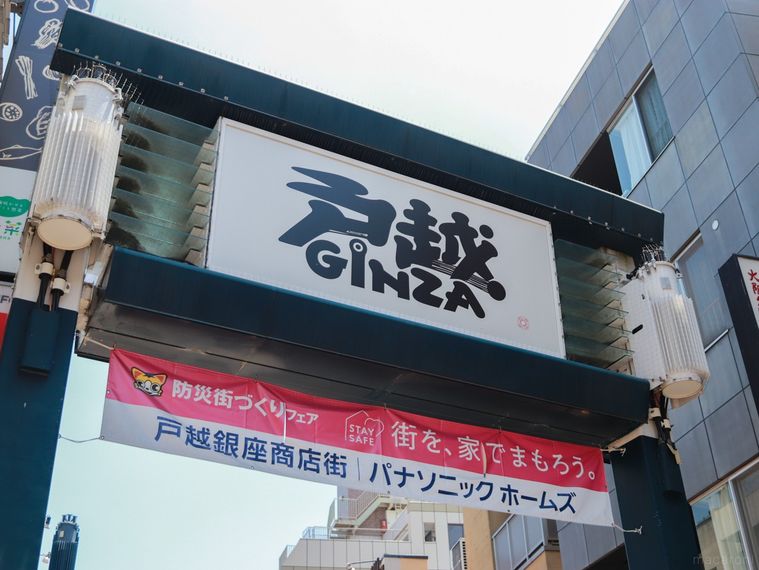 戸越
GINZA
防災街づくりフェア
STAY
SAFE
街を、家でまもろう。
戸越銀座商店街 | パナソニック ホームズ